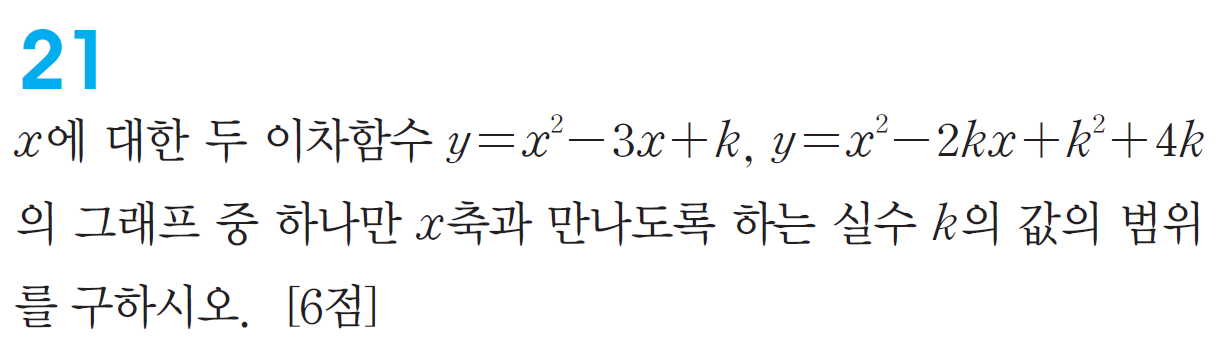 21
x에 대한 두 이차함수 y=x²-3x+k, y=x²-2kx+k²+4k
의 그래프 중 하나만 x축과 만나도록 하는 실수 k의 값의 범위
를 구하시오. [6점]